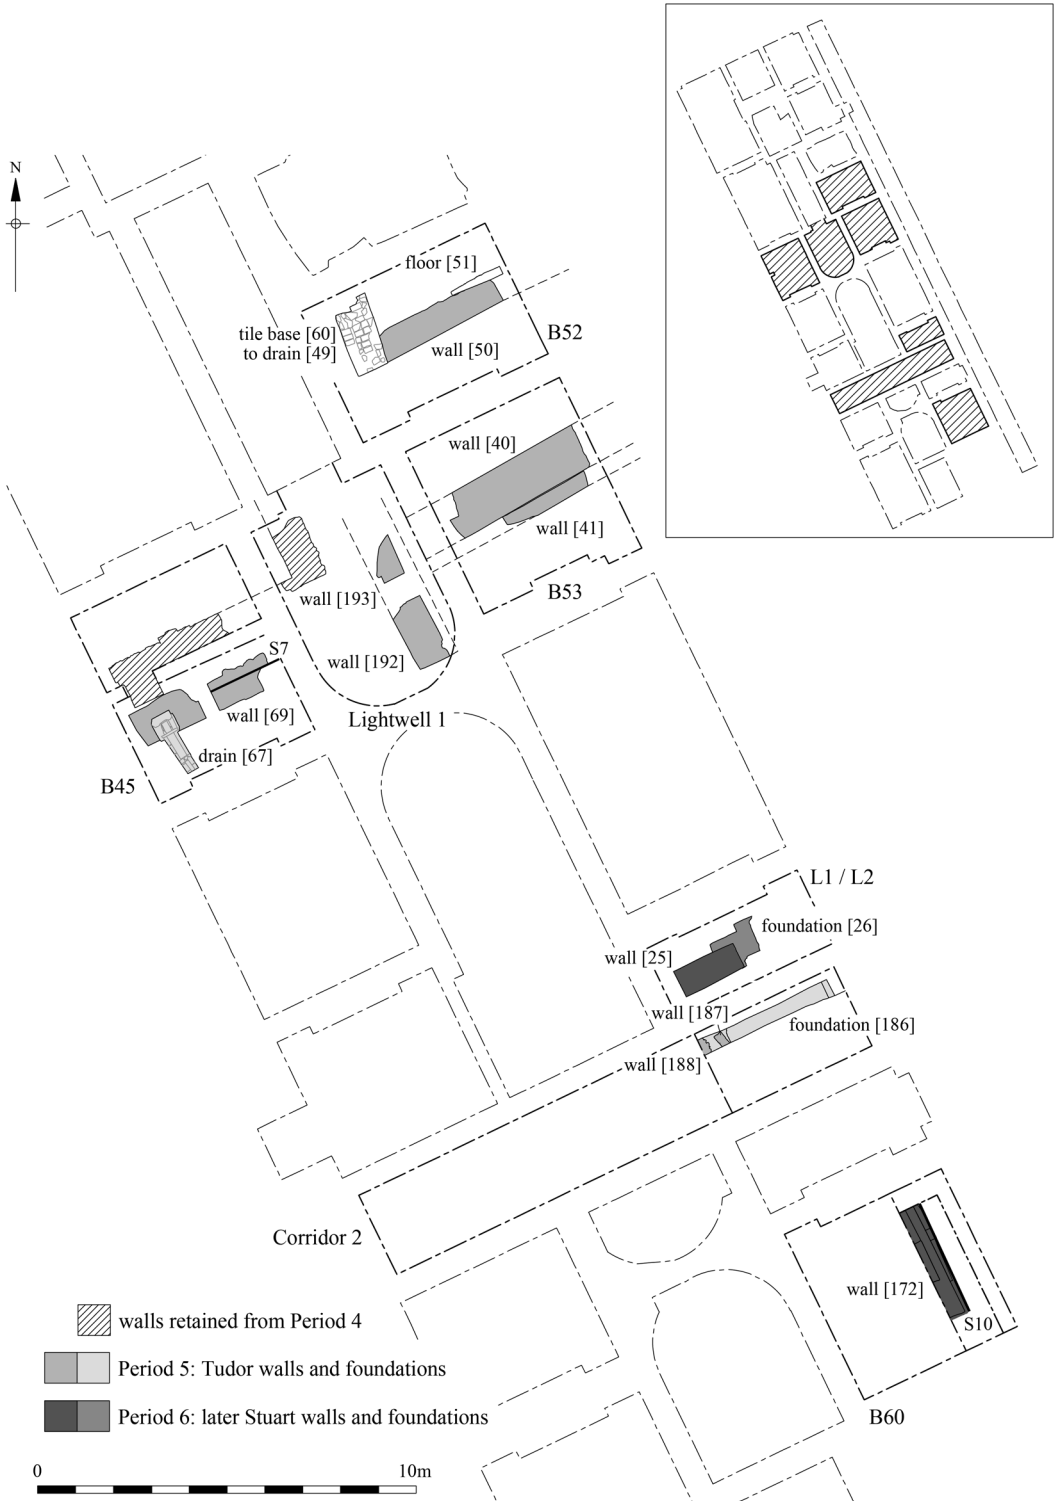 N
floor [51]
tile base [60]
to drain [49]
B52
wall [50]
wall [40]
wall [41]
B53
wall [193]
S7
wall [192]
wall [69]
Lightwell 1
drain [67]
B45
L1 / L2
foundation [26]
wall [25]
wall [187]
foundation [186]
wall [188]
Corridor 2
wall [172]
S10
walls retained from Period 4
Period 5: Tudor walls and foundations
Period 6: later Stuart walls and foundations
B60
0 10m